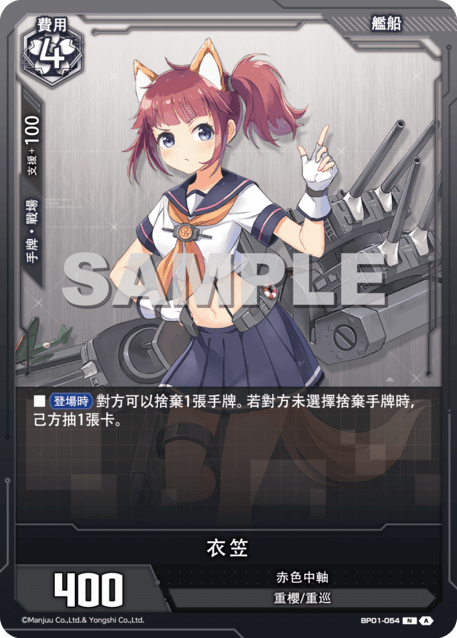 費用
艦船
4
支援+100
手牌・戰場
SAMPLE
■ 登場時 對方可以捨棄1張手牌。若對方未選擇捨棄手牌時,
己方抽1張卡。
衣笠
400
赤色中軸
重櫻/重巡
©Manjuu Co.,Ltd.& Yongshi Co.,Ltd.
BP01-054 N A